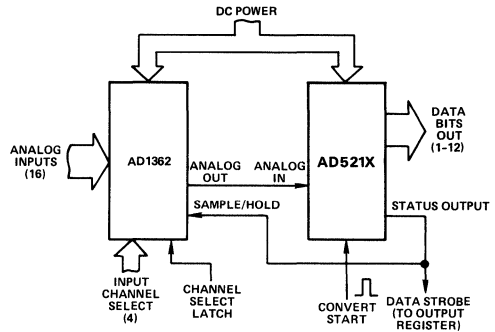 DC POWER
ANALOG
INPUTS
(16)
AD1362
ANALOG
OUT
ANALOG
IN
AD521X
DATA
BITS
OUT
(1-12)
SAMPLE/HOLD
STATUS OUTPUT
INPUT
CHANNEL
SELECT
(4)
CHANNEL
SELECT
LATCH
CONVERT
START
DATA STROBE
(TO OUTPUT
REGISTER)